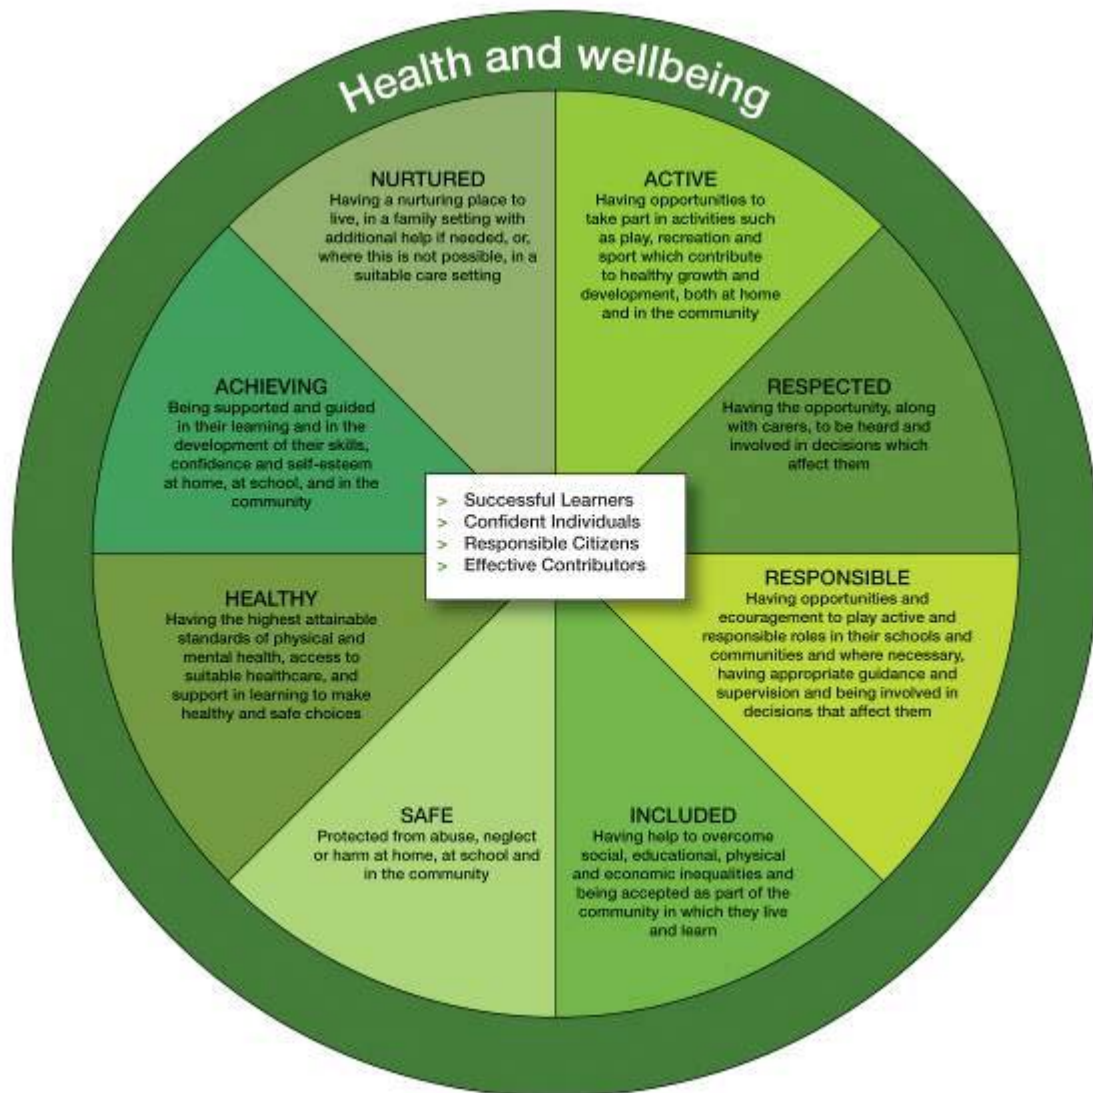 Health and wellbeing
NURTURED
Having a nurturing place to
live, in a family setting with
additional help if needed, or,
where this is not possible, in a
suitable care setting
ACTIVE
Having opportunities to
take part in activities such
as play, recreation and
sport which contribute
to healthy growth and
development, both at home
and in the community
ACHIEVING
Being supported and guided
in their learning and in the
development of their skills,
confidence and self-esteem
at home, at school, and in the
community
RESPECTED
Having the opportunity, along
with carers, to be heard and
involved in decisions which
affect them
> Successful Learners
> Confident Individuals
> Responsible Citizens
> Effective Contributors
HEALTHY
Having the highest attainable
standards of physical and
mental health, access to
suitable healthcare, and
support in learning to make
healthy and safe choices
RESPONSIBLE
Having opportunities and
ecouragement to play active and
responsible roles in their schools and
communities and where necessary,
having appropriate guidance and
supervision and being involved in
decisions that affect them
SAFE
Protected from abuse, neglect
or harm at home, at school and
in the community
INCLUDED
Having help to overcome
social, educational, physical
and economic inequalities and
being accepted as part of the
community in which they live
and learn